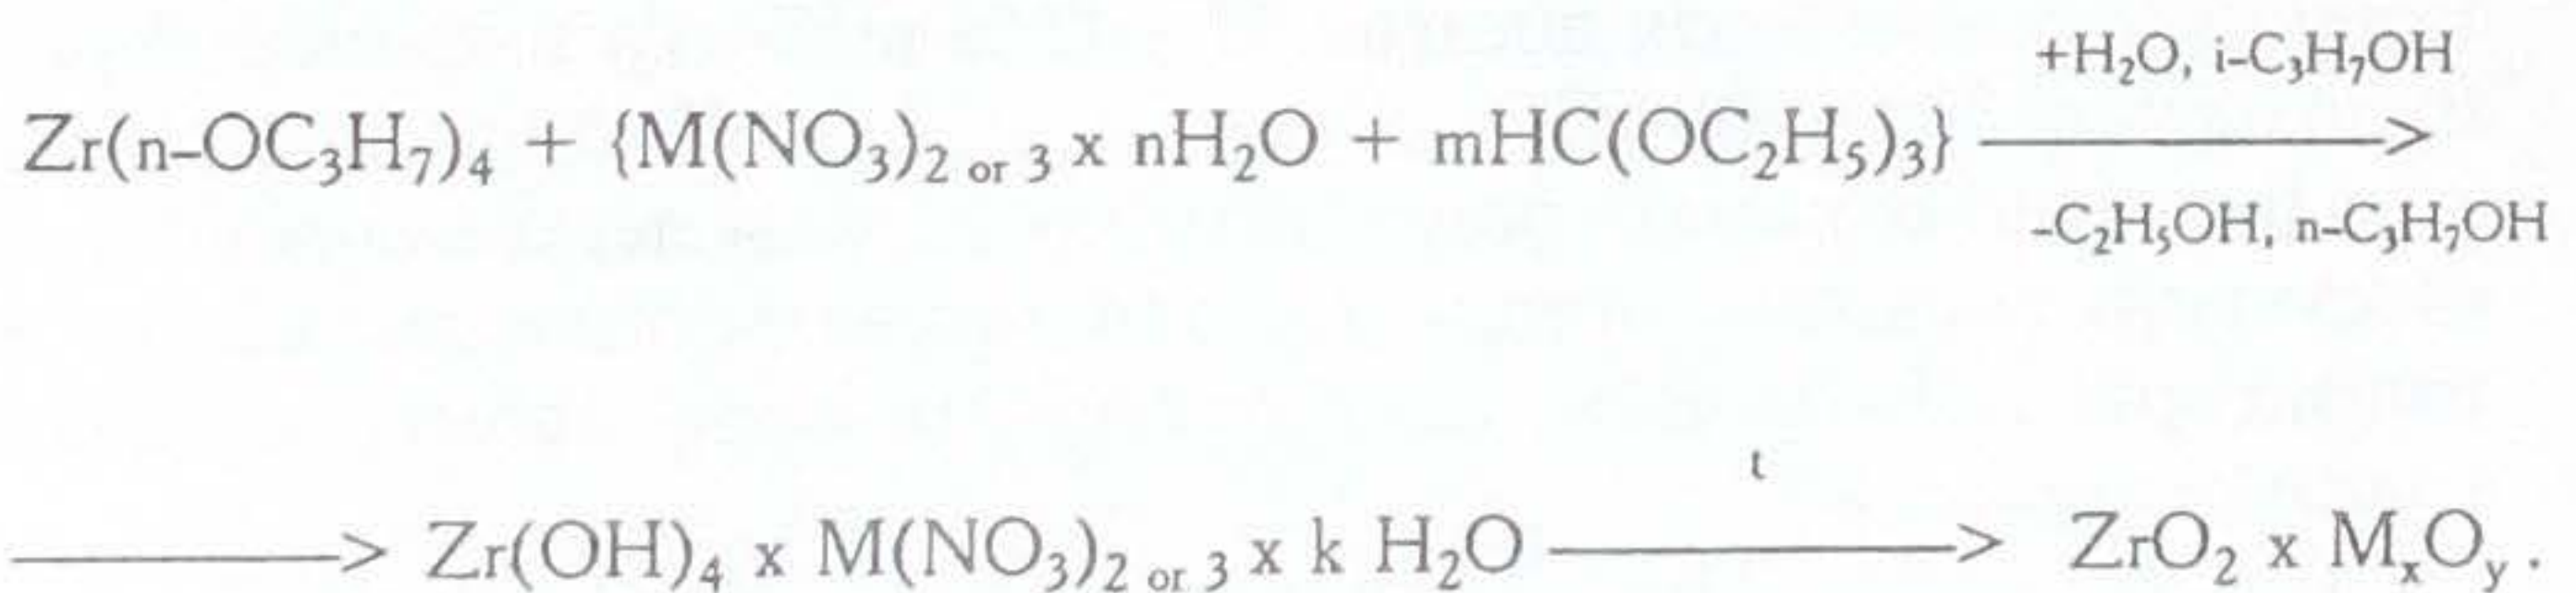 +H₂O, i-C₃H₇OH
Zr(n-OC₃H₇)₄ + {M(NO₃)₂ or 3 x nH₂O + mHC(OC₂H₅)₃} ⟶
-C₂H₅OH, n-C₃H₇OH
t
⟶ Zr(OH)₄ x M(NO₃)₂ or 3 x k H₂O ⟶ ZrO₂ x MₓOᵧ.